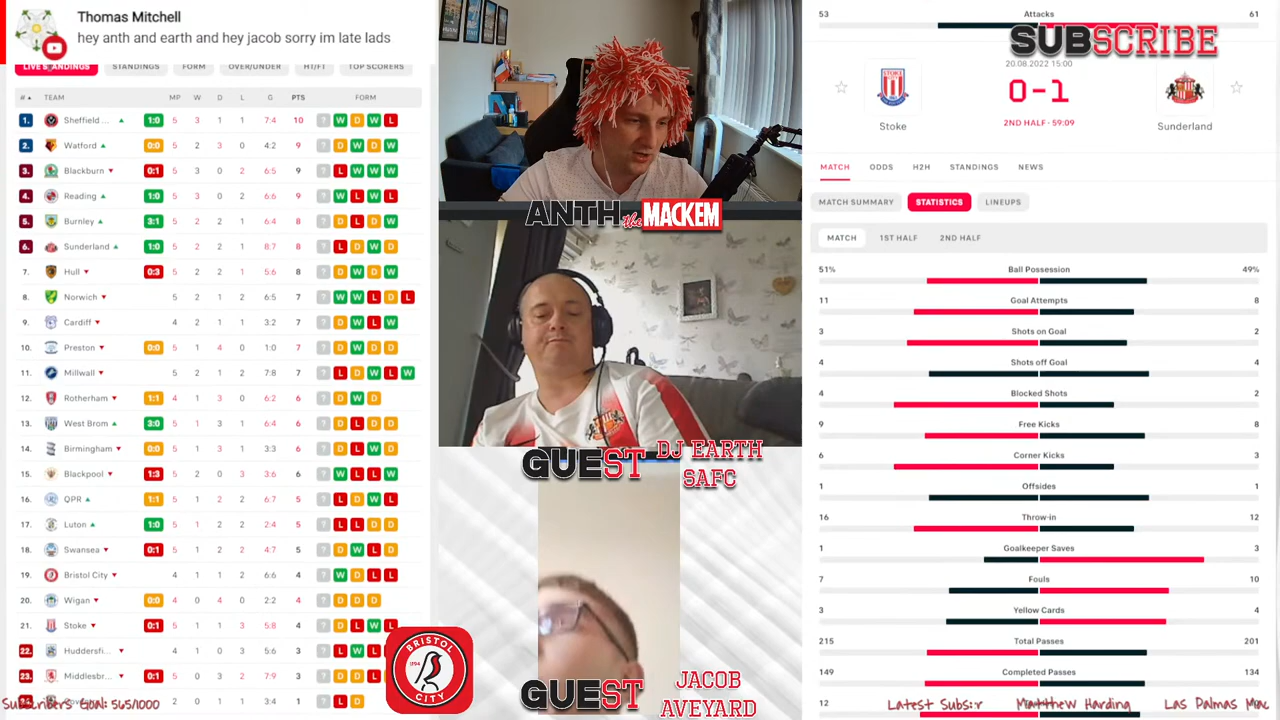 Thomas Mitchell
hey anth and earth and hey jacob sorry im late lads
LIVE STANDINGS STANDINGS FORM OVER/UNDER HT/FT TOP SCORERS
# TEAM MP W D L G PTS FORM
1. Sheffield ... 1:0 5 3 1 1 7:4 10 ? W D W L
2. Watford 0:0 5 2 3 0 4:2 9 ? D W D W
3. Blackburn 0:1 5 3 0 2 6:5 9 ? L W W W
4. Reading 1:0 5 3 0 2 6:6 9 ? W L W L
5. Burnley 3:1 5 2 2 1 6:4 8 ? D L D W
6. Sunderland 1:0 5 2 2 1 8:7 8 ? L D W D
7. Hull 0:3 5 2 2 1 5:6 8 ? D W D W
8. Norwich 5 2 1 2 6:5 7 ? W W L D L
9. Cardiff 4 2 1 1 3:2 7 ? D W L W
10. Preston 0:0 5 1 4 0 1:0 7 ? D W D D
11. Millwall 5 2 1 2 7:8 7 ? L D W L W
12. Rotherham 1:1 4 1 3 0 6:2 6 ? D W D
13. West Brom 3:0 5 1 3 1 6:4 6 ? D L D D
14. Birmingham 0:0 5 1 3 1 3:3 6 ? D L W D
15. Blackpool 1:3 5 2 0 3 3:6 6 ? W L L W
16. QPR 1:1 5 1 2 2 6:7 5 ? L D W L
17. Luton 1:0 5 1 2 2 2:4 5 ? L L D D
18. Swansea 0:1 5 1 2 2 4:7 5 ? D W L D
19. Bristol City 4 1 1 2 6:6 4 ? W D L L
20. Wigan 0:0 4 0 4 0 2:2 4 ? D D D
21. Stoke 0:1 5 1 1 3 5:8 4 ? D L W L
22. Huddersfi... 4 1 0 3 5:6 3 ? L W L
23. Middlesbr... 0:1 5 0 3 2 7:9 3 ? D D L D
2 0 3:4 ? L D
Subscribers Goal: 565/1000
ANTH the MACKEM
GUEST DJ EARTH
SAFC
BRISTOL
1894
CITY
GUEST JACOB
AVEYARD
53 Attacks 61
SUBSCRIBE
20.08.2022 15:00
STOKE
0-1
2ND HALF - 59:09
Stoke Sunderland
MATCH ODDS H2H STANDINGS NEWS
MATCH SUMMARY STATISTICS LINEUPS
MATCH 1ST HALF 2ND HALF
51% Ball Possession 49%
11 Goal Attempts 8
3 Shots on Goal 2
4 Shots off Goal 4
4 Blocked Shots 2
9 Free Kicks 8
6 Corner Kicks 3
1 Offsides 1
16 Throw-in 12
1 Goalkeeper Saves 3
7 Fouls 10
3 Yellow Cards 4
215 Total Passes 201
149 Completed Passes 134
12
Latest Subs:r Matthew Harding Las Palmas Mac